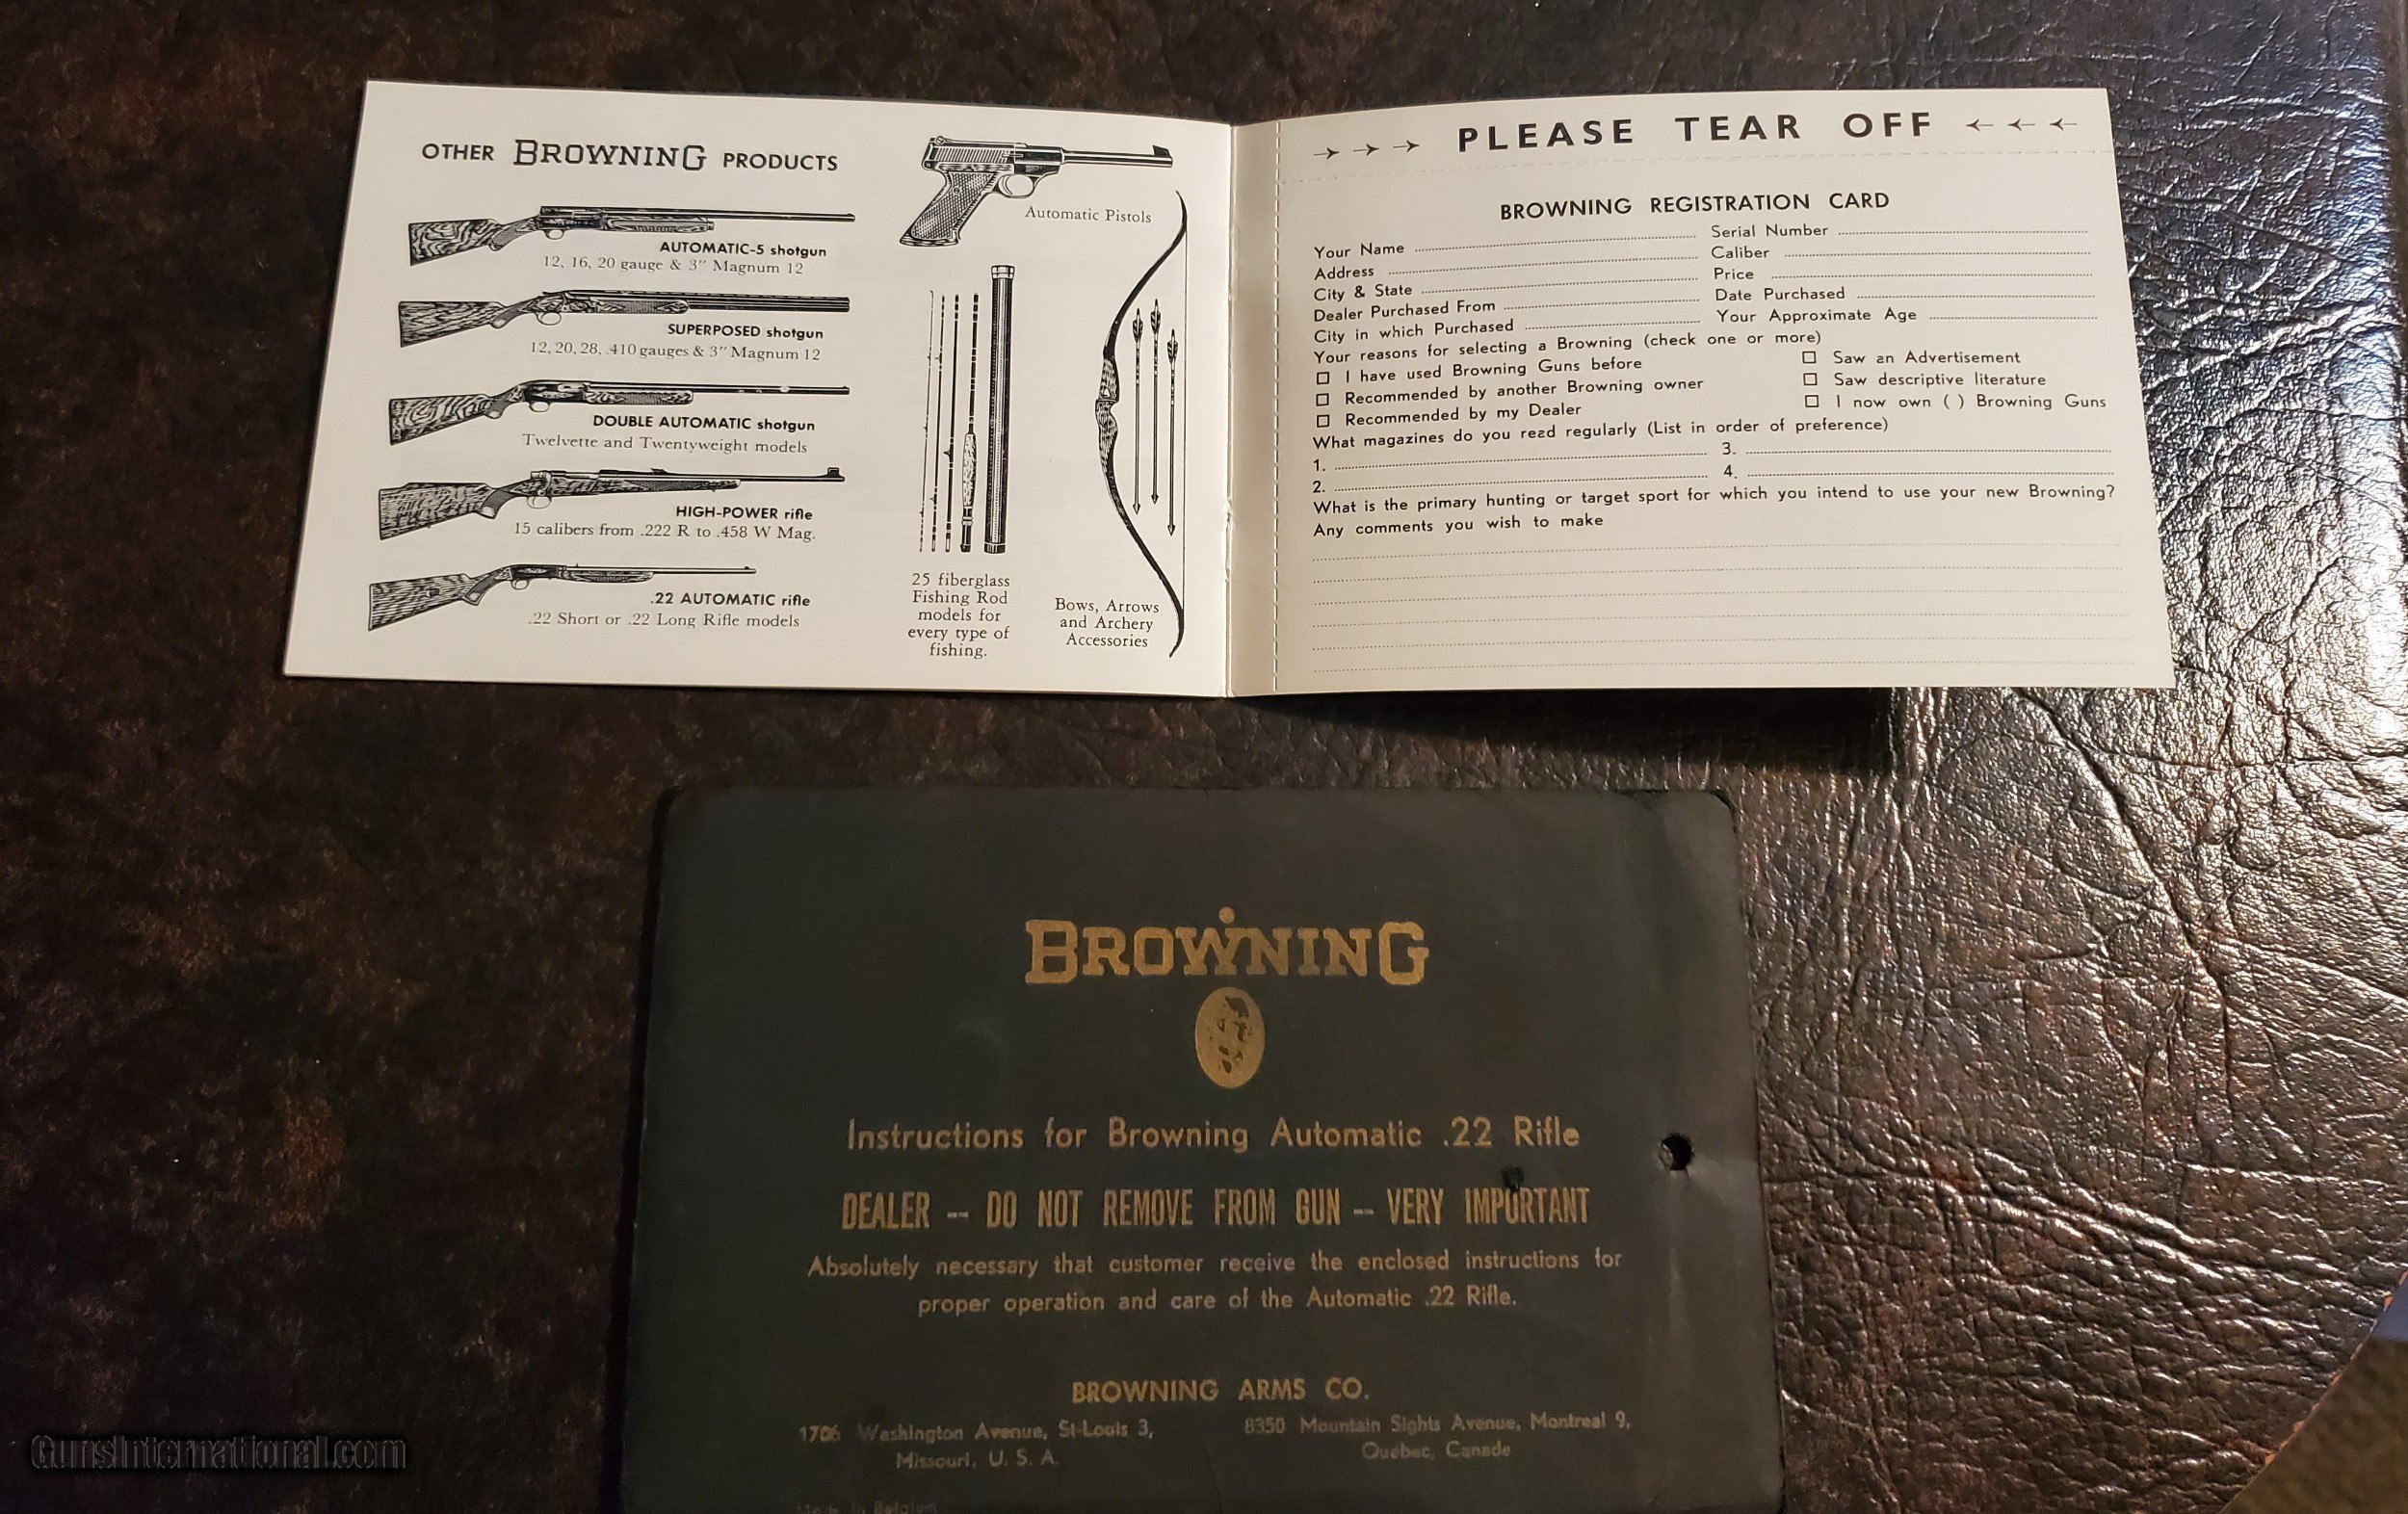 OTHER BROWNING PRODUCTS
AUTOMATIC-5 shotgun
12, 16, 20 gauge & 3" Magnum 12
SUPERPOSED shotgun
12, 20, 28, .410 gauges & 3" Magnum 12
DOUBLE AUTOMATIC shotgun
Twelvette and Twentyweight models
HIGH-POWER rifle
15 calibers from .222 R to .458 W Mag.
.22 AUTOMATIC rifle
.22 Short or .22 Long Rifle models
Automatic Pistols
25 fiberglass
Fishing Rod
models for
every type of
fishing.
Bows, Arrows
and Archery
Accessories
PLEASE TEAR OFF
BROWNING REGISTRATION CARD
Your Name
Serial Number
Address
Caliber
City & State
Price
Dealer Purchased From
Date Purchased
City in which Purchased
Your Approximate Age
Your reasons for selecting a Browning (check one or more)
I have used Browning Guns before
Saw an Advertisement
Recommended by another Browning owner
Saw descriptive literature
Recommended by my Dealer
I now own ( ) Browning Guns
What magazines do you read regularly (List in order of preference)
1.
3.
2.
4.
What is the primary hunting or target sport for which you intend to use your new Browning?
Any comments you wish to make
BROWNING
Instructions for Browning Automatic .22 Rifle
DEALER -- DO NOT REMOVE FROM GUN -- VERY IMPORTANT
Absolutely necessary that customer receive the enclosed instructions for
proper operation and care of the Automatic .22 Rifle.
BROWNING ARMS CO.
1706 Washington Avenue, St-Louis 3,
Missouri, U. S. A.
8350 Mountain Sights Avenue, Montreal 9,
Quebec, Canada
Made in Belgium
GunsInternational.com